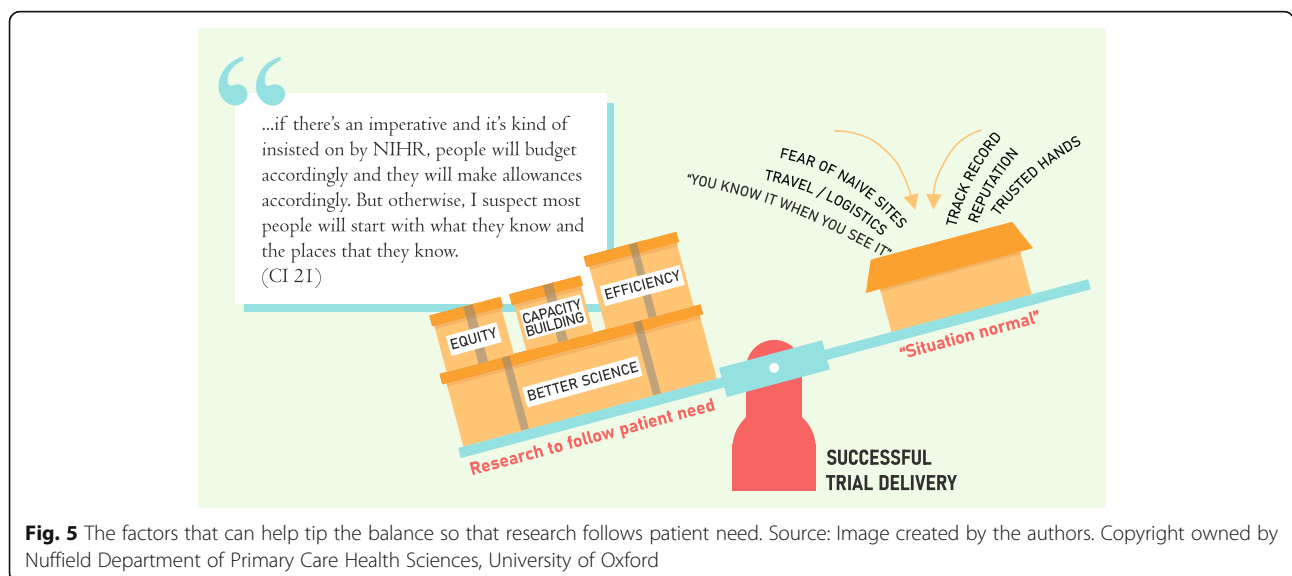 “
...if there’s an imperative and it’s kind of
insisted on by NIHR, people will budget
accordingly and they will make allowances
accordingly. But otherwise, I suspect most
people will start with what they know and
the places that they know.
(CI 21)
FEAR OF NAIVE SITES
TRAVEL / LOGISTICS
“YOU KNOW IT WHEN YOU SEE IT”
TRACK RECORD
REPUTATION
TRUSTED HANDS
EQUITY
CAPACITY
BUILDING
EFFICIENCY
BETTER SCIENCE
Research to follow patient need
“Situation normal”
SUCCESSFUL
TRIAL DELIVERY
Fig. 5 The factors that can help tip the balance so that research follows patient need. Source: Image created by the authors. Copyright owned by
Nuffield Department of Primary Care Health Sciences, University of Oxford